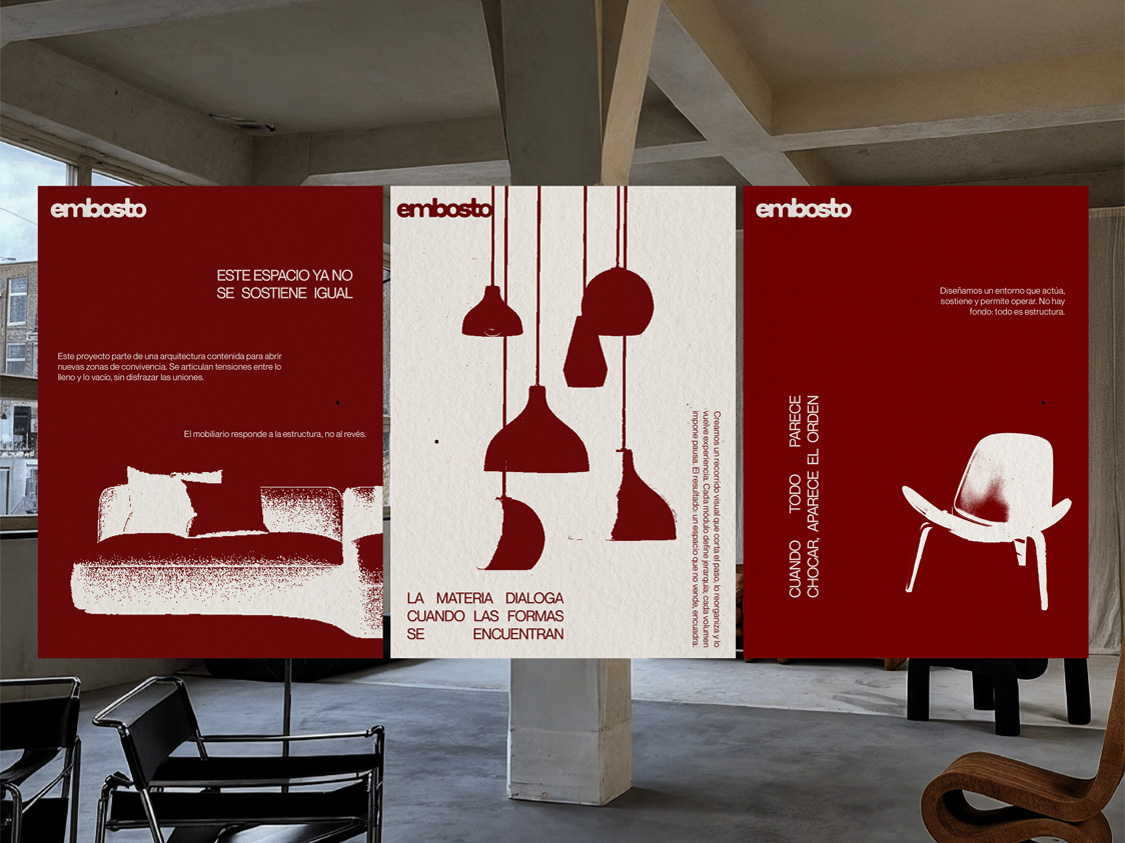 embosto
ESTE ESPACIO YA NO
SE SOSTIENE IGUAL
Este proyecto parte de una arquitectura contenida para abrir
nuevas zonas de convivencia. Se articulan tensiones entre lo
lleno y lo vacío, sin disfrazar las uniones.
El mobiliario responde a la estructura, no al revés.
embosto
Creamos un recorrido visual que corta el paso, lo reorganiza y lo
vuelve experiencia. Cada módulo define jerarquía; cada volumen
impone pausa. El resultado: un espacio que no vende, encuadra.
LA MATERIA DIALOGA
CUANDO LAS FORMAS
SE ENCUENTRAN
embosto
Diseñamos un entorno que actúa,
sostiene y permite operar. No hay
fondo: todo es estructura.
CUANDO TODO PARECE
CHOCAR, APARECE EL ORDEN